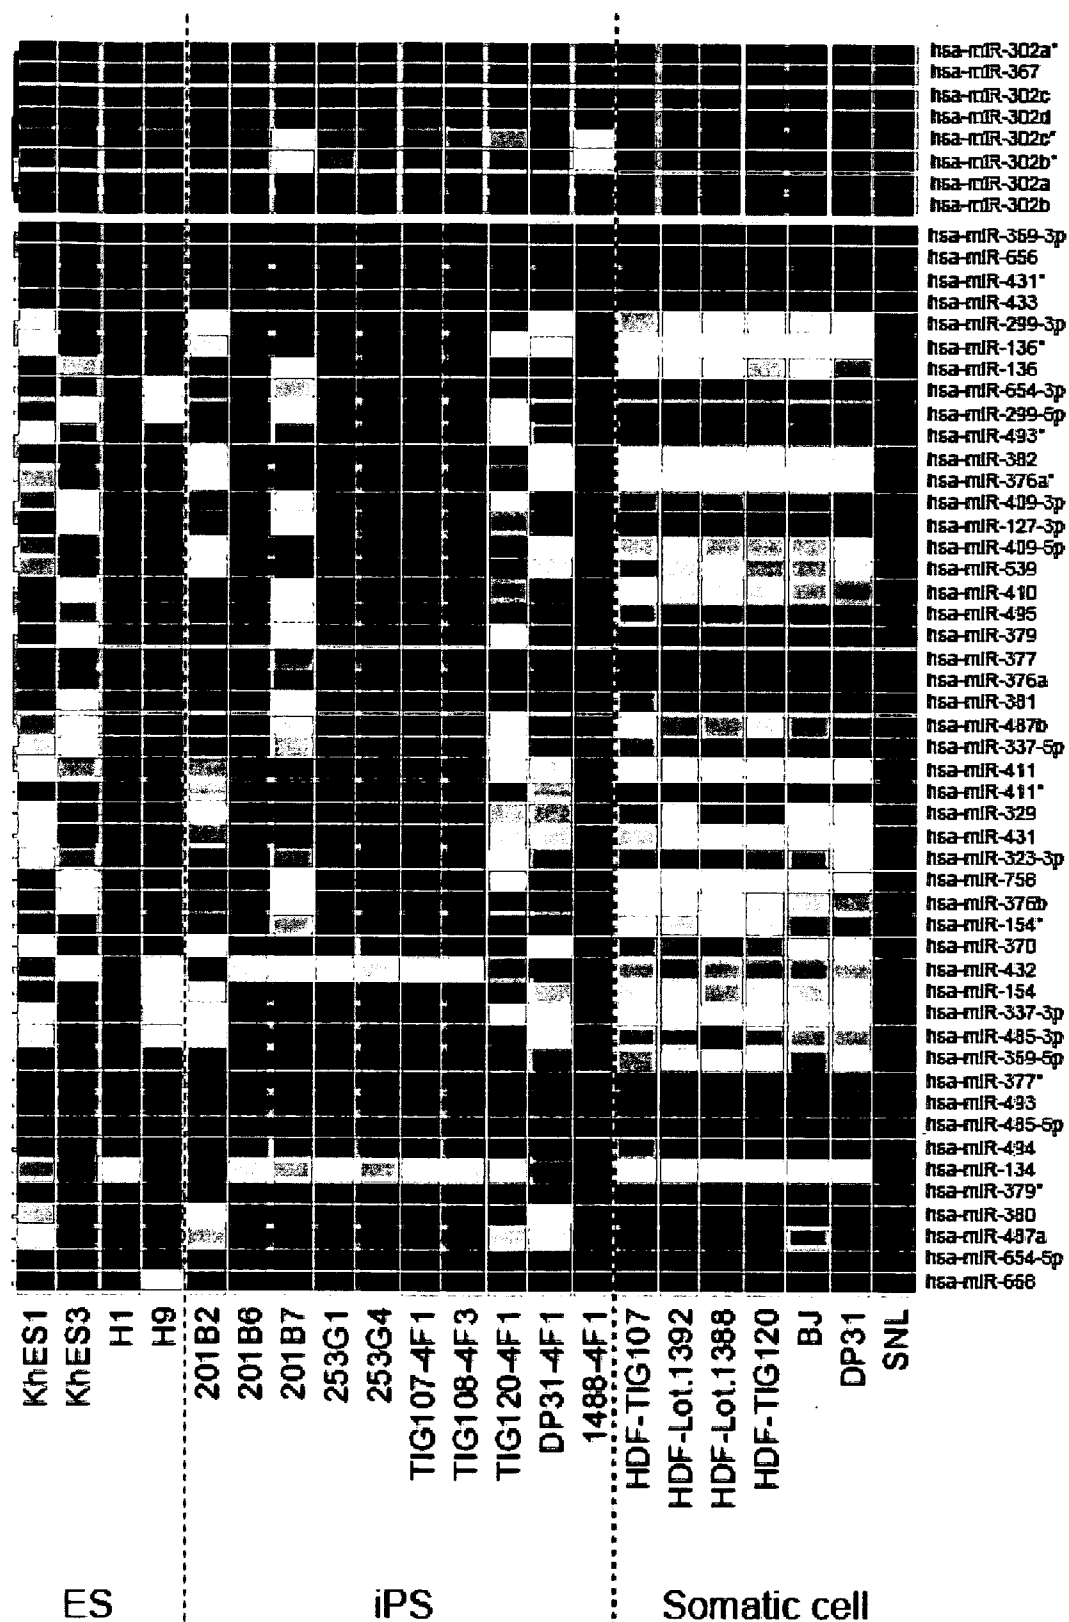 hsa-miR-302a*
hsa-miR-367
hsa-miR-302c
hsa-miR-302d
hsa-miR-302c*
hsa-miR-302b*
hsa-miR-302a
hsa-miR-302b
hsa-miR-369-3p
hsa-miR-656
hsa-miR-431*
hsa-miR-433
hsa-miR-299-3p
hsa-miR-136*
hsa-miR-136
hsa-miR-654-3p
hsa-miR-299-5p
hsa-miR-493*
hsa-miR-382
hsa-miR-376a*
hsa-miR-409-3p
hsa-miR-127-3p
hsa-miR-409-5p
hsa-miR-539
hsa-miR-410
hsa-miR-495
hsa-miR-379
hsa-miR-377
hsa-miR-376a
hsa-miR-381
hsa-miR-487b
hsa-miR-337-5p
hsa-miR-411
hsa-miR-411*
hsa-miR-329
hsa-miR-431
hsa-miR-323-3p
hsa-miR-758
hsa-miR-376b
hsa-miR-154*
hsa-miR-370
hsa-miR-432
hsa-miR-154
hsa-miR-337-3p
hsa-miR-485-3p
hsa-miR-369-5p
hsa-miR-377*
hsa-miR-493
hsa-miR-485-5p
hsa-miR-494
hsa-miR-134
hsa-miR-379*
hsa-miR-380
hsa-miR-487a
hsa-miR-654-5p
hsa-miR-668
KhES1
KhES3
H1
H9
201B2
201B6
201B7
253G1
253G4
TIG107-4F1
TIG108-4F3
TIG120-4F1
DP31-4F1
1488-4F1
HDF-TIG107
HDF-Lot.1392
HDF-Lot.1388
HDF-TIG120
BJ
DP31
SNL
ES
iPS
Somatic cell